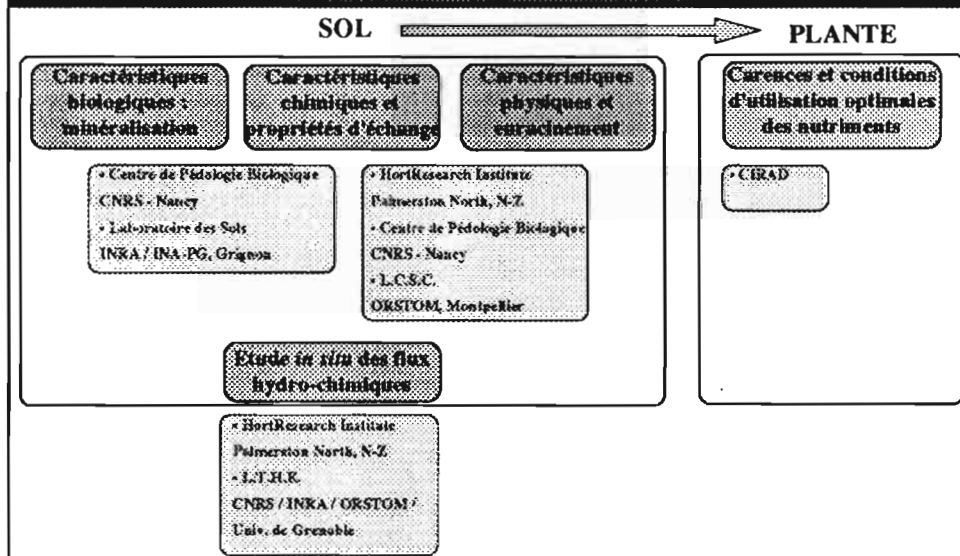 SOL
PLANTE
Caractéristiques
biologiques :
minéralisation
Caractéristiques
chimiques et
propriétés d'échange
Caractéristiques
physiques et
enracinement
Carences et conditions
d'utilisation optimales
des nutriments
• Centre de Pédologie Biologique
CNRS - Nancy
• Laboratoire des Sols
INRA / INA-PG, Grignon
• HortResearch Institute
Palmerston North, N-Z
• Centre de Pédologie Biologique
CNRS - Nancy
• L.C.S.C.
ORSTOM, Montpellier
• CIRAD
Etude in situ des flux
hydro-chimiques
• HortResearch Institute
Palmerston North, N-Z
• L.T.H.E.
CNRS / INRA / ORSTOM /
Univ. de Grenoble